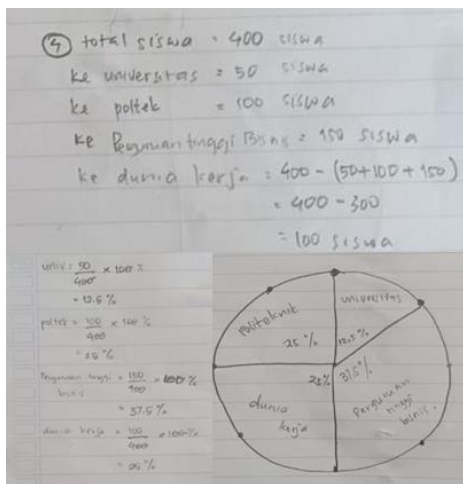 ④ total siswa = 400 siswa
ke universitas = 50 siswa
ke poltek = 100 siswa
ke Perguruan tinggi Bisnis = 150 siswa
ke dunia kerja = 400 - (50+100+150)
= 400 - 300
= 100 siswa
univ = 50/400 x 100%
= 12.5%
poltek = 100/400 x 100%
= 25%
Perguruan tinggi bisnis = 150/400 x 100%
= 37.5%
dunia kerja = 100/400 x 100%
= 25%
politeknik
25%
universitas
12.5%
25%
dunia
kerja
37.5%
perguruan
tinggi
bisnis.